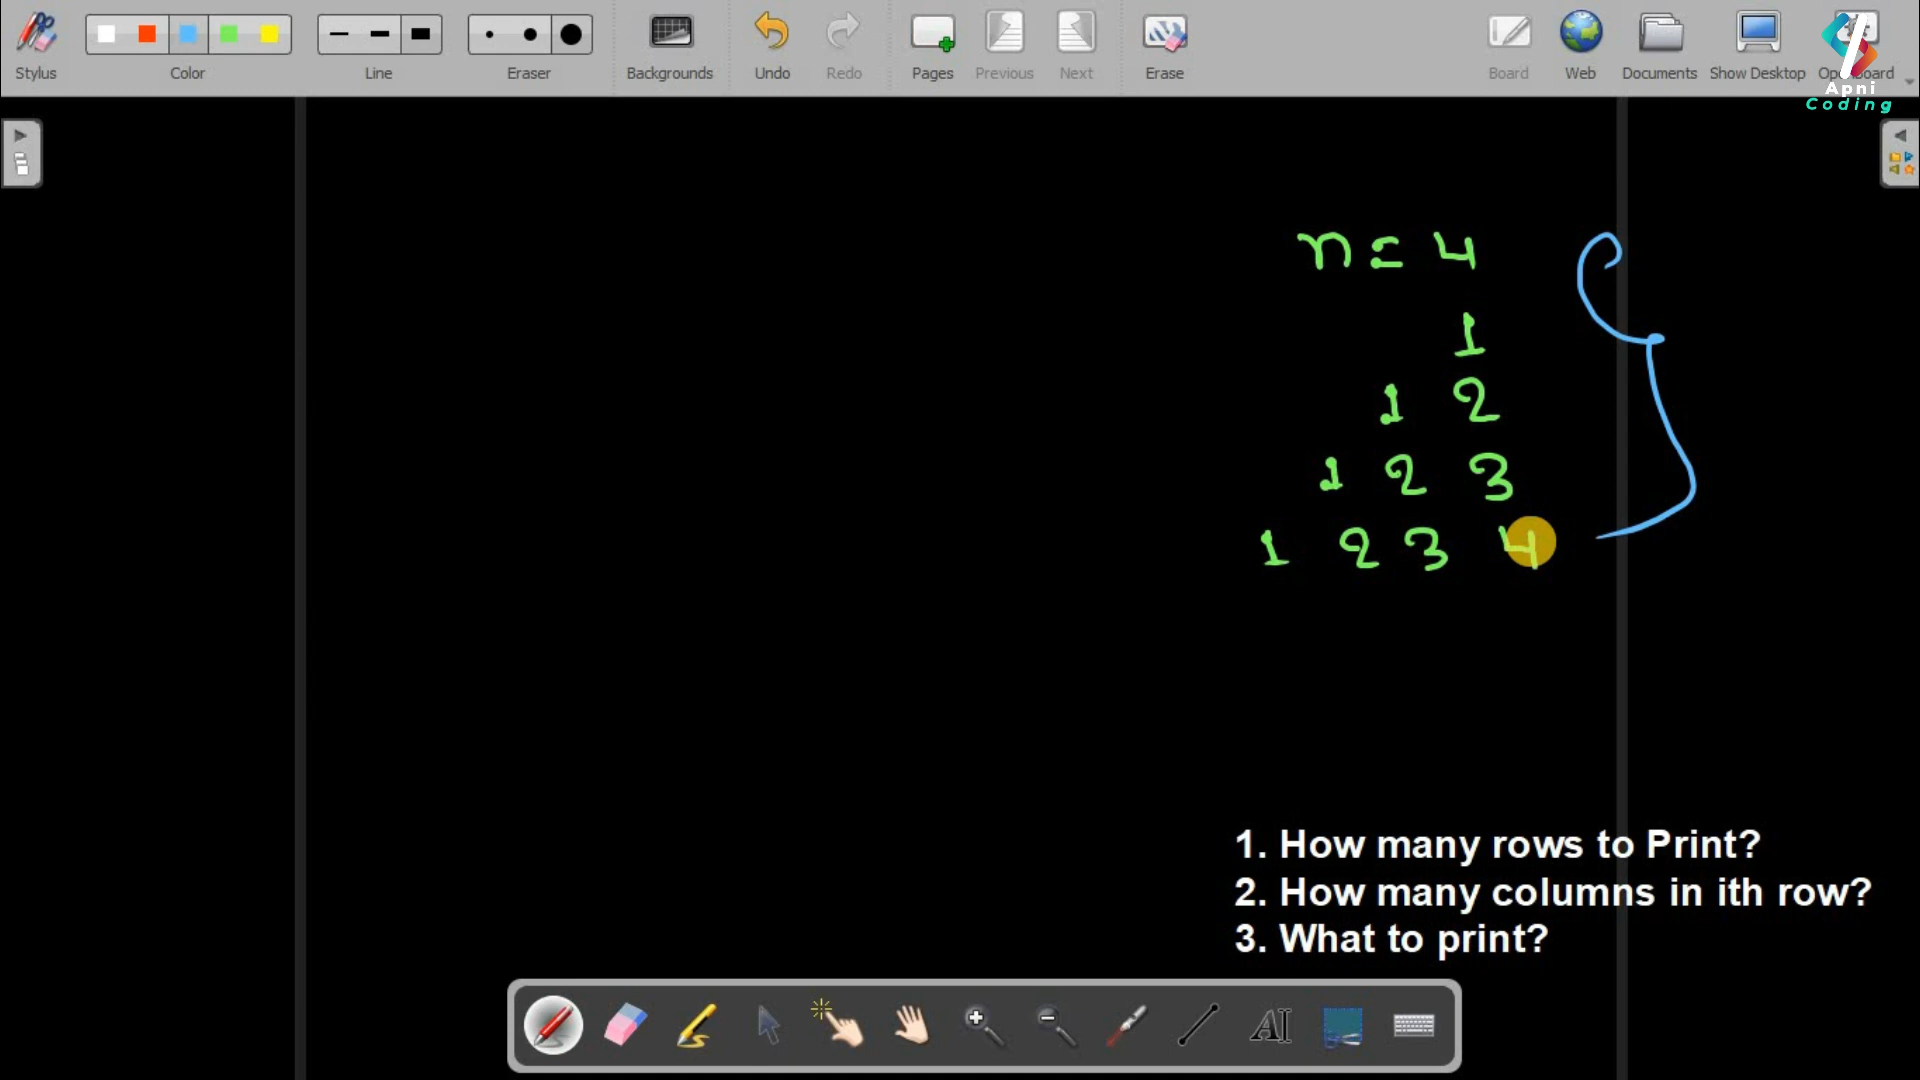 Stylus
Color
Line
Eraser
Backgrounds
Undo
Redo
Pages
Previous
Next
Erase
Board
Web
Documents
Show Desktop
Apni
Coding
n = 4
1
1 2
1 2 3
1 2 3 4
1. How many rows to Print?
2. How many columns in ith row?
3. What to print?
AI